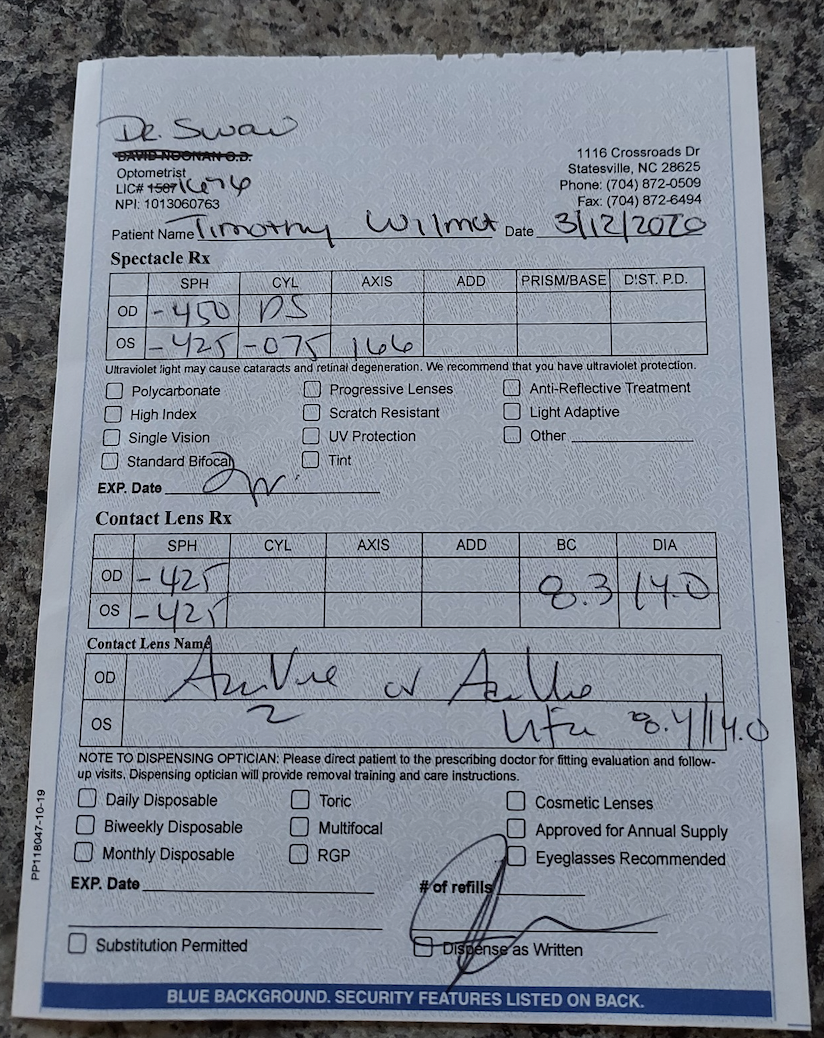 Dr. Swan
DAVID NOONAN O.D.
Optometrist
LIC# 1587
NPI: 1013060763
1116 Crossroads Dr
Statesville, NC 28625
Phone: (704) 872-0509
Fax: (704) 872-6494
Patient Name Timothy Wilmot Date 3/12/2020
Spectacle Rx
SPH CYL AXIS ADD PRISM/BASE DIST. P.D.
OD -450 DS
OS -425 -075 166
Ultraviolet light may cause cataracts and retinal degeneration. We recommend that you have ultraviolet protection.
Polycarbonate Progressive Lenses Anti-Reflective Treatment
High Index Scratch Resistant Light Adaptive
Single Vision UV Protection Other
Standard Bifocal Tint
EXP. Date
Contact Lens Rx
SPH CYL AXIS ADD BC DIA
OD -425 8.3 14.0
OS -425
Contact Lens Name
OD AcuVue or AcuVue
OS 2 8.4/14.0
NOTE TO DISPENSING OPTICIAN: Please direct patient to the prescribing doctor for fitting evaluation and follow-
up visits. Dispensing optician will provide removal training and care instructions.
Daily Disposable Toric Cosmetic Lenses
Biweekly Disposable Multifocal Approved for Annual Supply
Monthly Disposable RGP Eyeglasses Recommended
EXP. Date # of refills
Substitution Permitted Dispense as Written
BLUE BACKGROUND. SECURITY FEATURES LISTED ON BACK.
PP118047-10-19